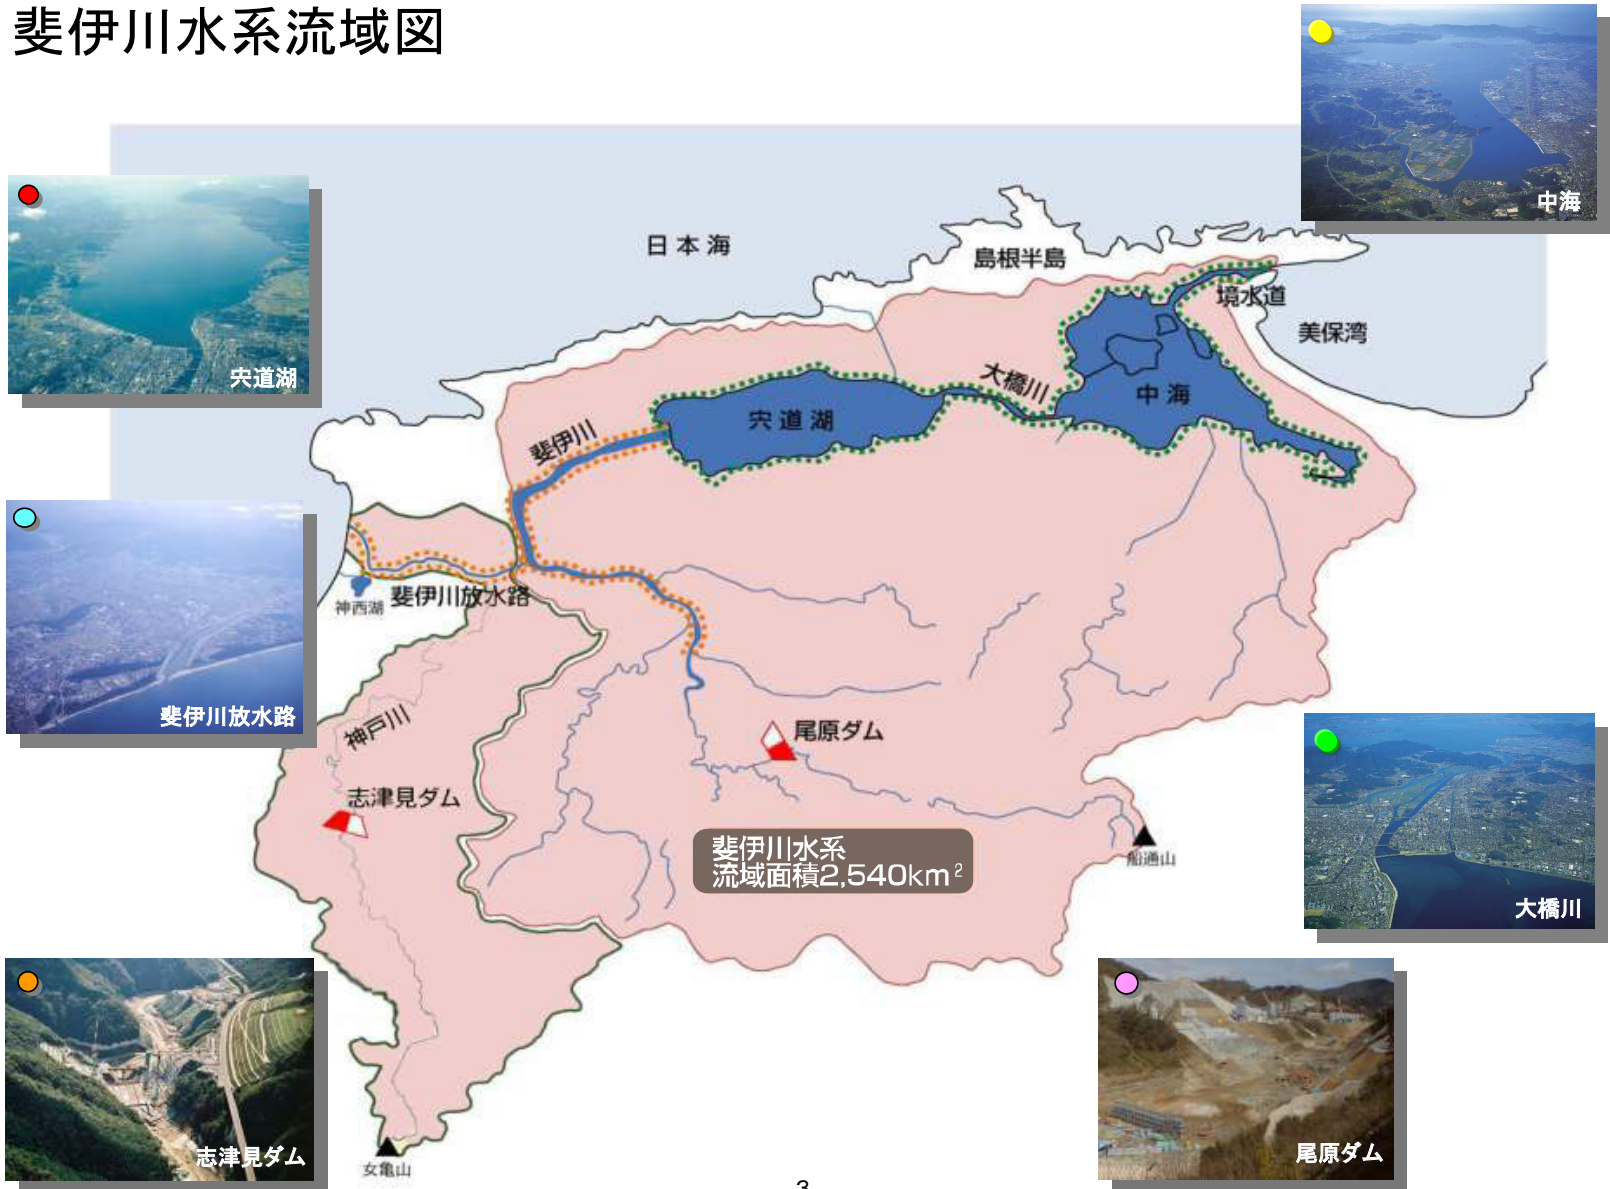 斐伊川水系流域図
中海
宍道湖
日本海
島根半島
境水道
美保湾
大橋川
中海
宍道湖
斐伊川
斐伊川放水路
神西湖
斐伊川放水路
神戸川
尾原ダム
志津見ダム
斐伊川水系
流域面積2,540km²
船通山
大橋川
志津見ダム
尾原ダム
女亀山
3